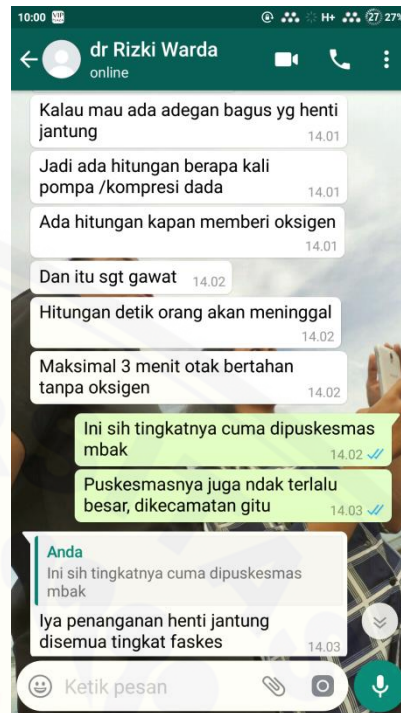 10:00 VIP H+ 27 27%
dr Rizki Warda
online
Kalau mau ada adegan bagus yg henti
jantung 14.01
Jadi ada hitungan berapa kali
pompa /kompresi dada 14.01
Ada hitungan kapan memberi oksigen
14.01
Dan itu sgt gawat 14.02
Hitungan detik orang akan meninggal
14.02
Maksimal 3 menit otak bertahan
tanpa oksigen 14.02
Ini sih tingkatnya cuma dipuskesmas
mbak 14.02
Puskesmasnya juga ndak terlalu
besar, dikecamatan gitu 14.03
Anda
Ini sih tingkatnya cuma dipuskesmas
mbak
Iya penanganan henti jantung
disemua tingkat faskes 14.03
Ketik pesan